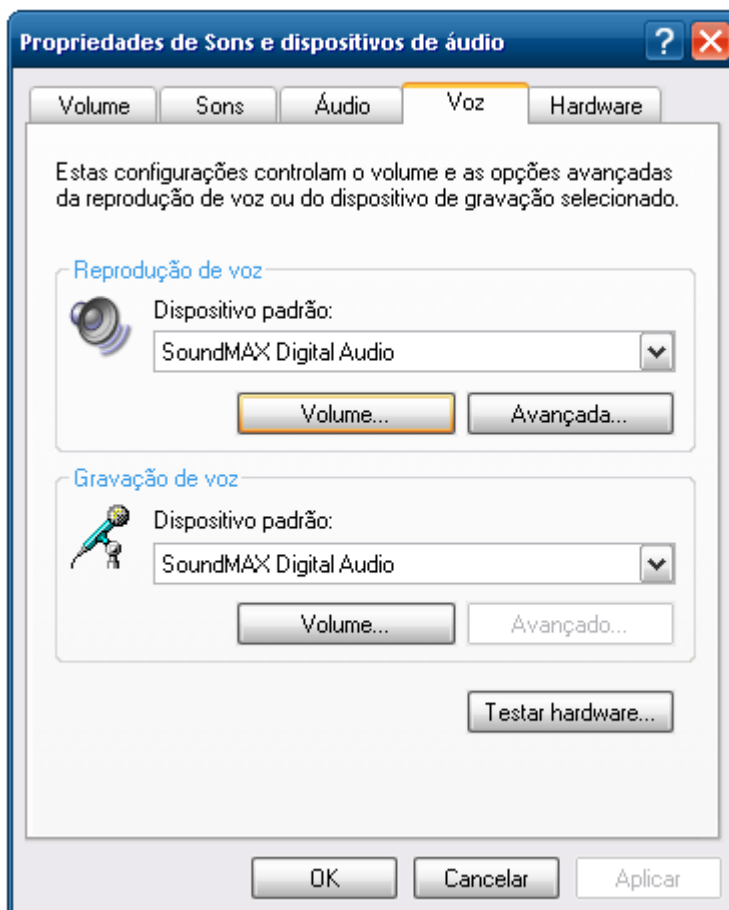 Propriedades de Sons e dispositivos de áudio
Volume Sons Áudio Voz Hardware
Estas configurações controlam o volume e as opções avançadas
da reprodução de voz ou do dispositivo de gravação selecionado.
Reprodução de voz
Dispositivo padrão:
SoundMAX Digital Audio
Volume... Avançada...
Gravação de voz
Dispositivo padrão:
SoundMAX Digital Audio
Volume... Avançado...
Testar hardware...
OK Cancelar Aplicar